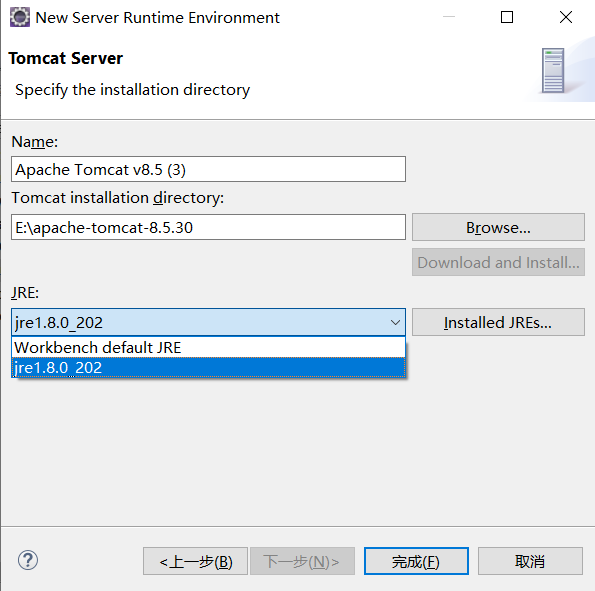 New Server Runtime Environment
Tomcat Server
Specify the installation directory
Name:
Apache Tomcat v8.5 (3)
Tomcat installation directory:
E:\apache-tomcat-8.5.30
Browse...
Download and Install...
JRE:
jre1.8.0_202
Installed JREs...
Workbench default JRE
jre1.8.0_202
?
<上一步(B)
下一步(N)>
完成(F)
取消